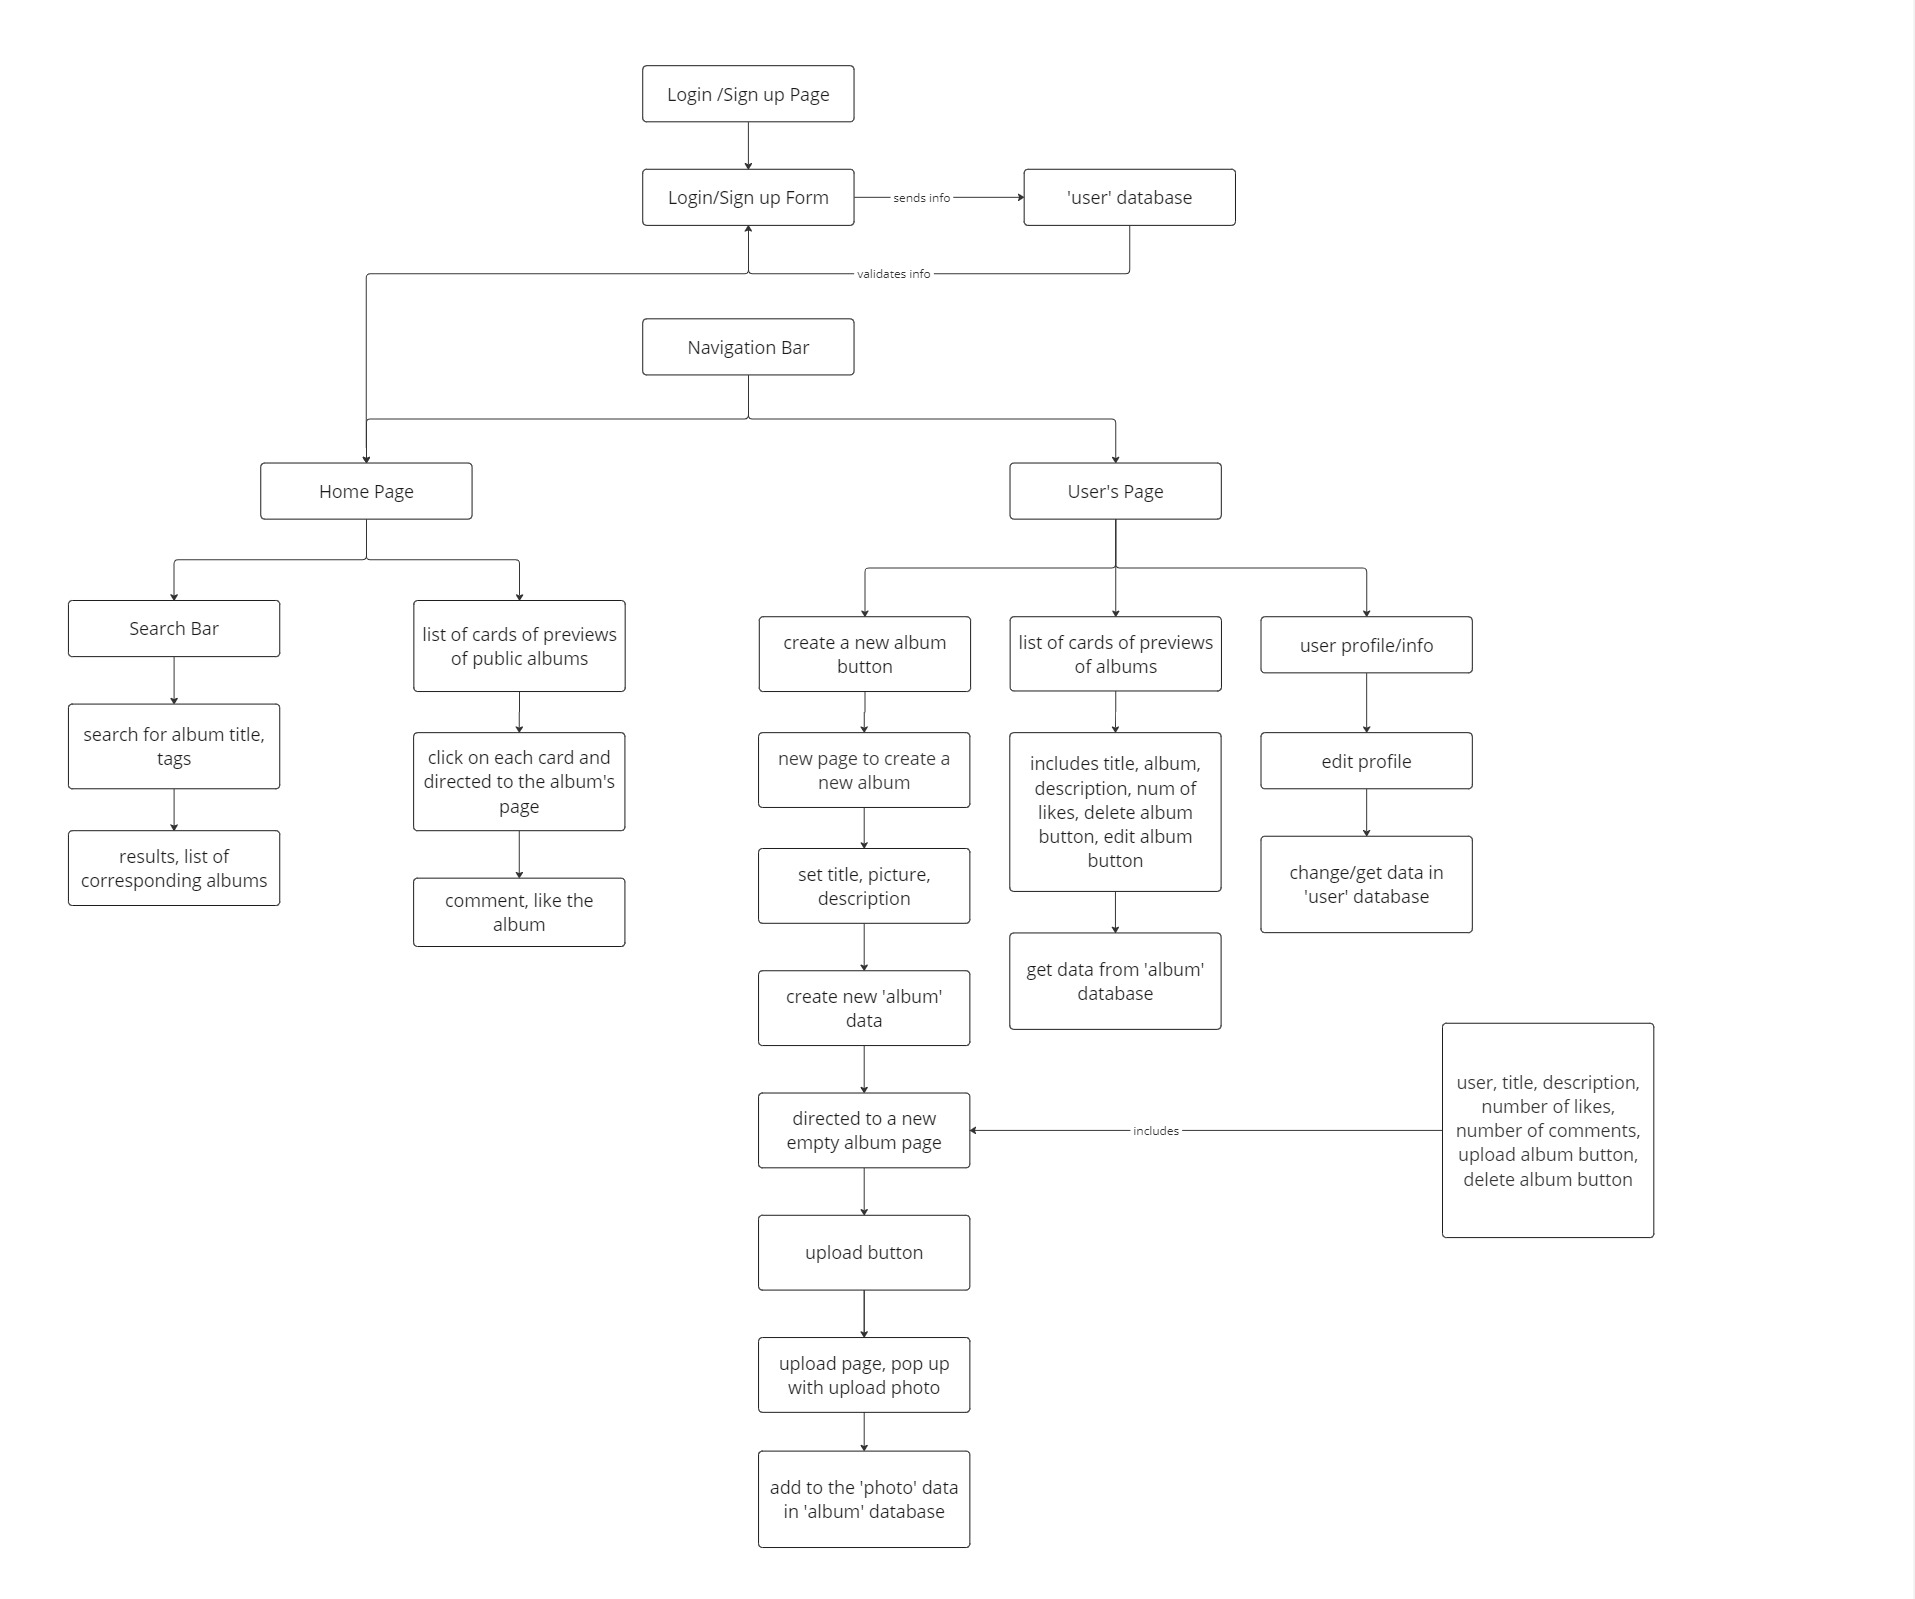 Login /Sign up Page
Login/Sign up Form
sends info
'user' database
validates info
Navigation Bar
Home Page
User's Page
Search Bar
list of cards of previews
of public albums
create a new album
button
list of cards of previews
of albums
user profile/info
search for album title,
tags
click on each card and
directed to the album's
page
new page to create a
new album
includes title, album,
description, num of
likes, delete album
button, edit album
button
edit profile
results, list of
corresponding albums
comment, like the
album
set title, picture,
description
change/get data in
'user' database
create new 'album'
data
get data from 'album'
database
directed to a new
empty album page
includes
user, title, description,
number of likes,
number of comments,
upload album button,
delete album button
upload button
upload page, pop up
with upload photo
add to the 'photo' data
in 'album' database